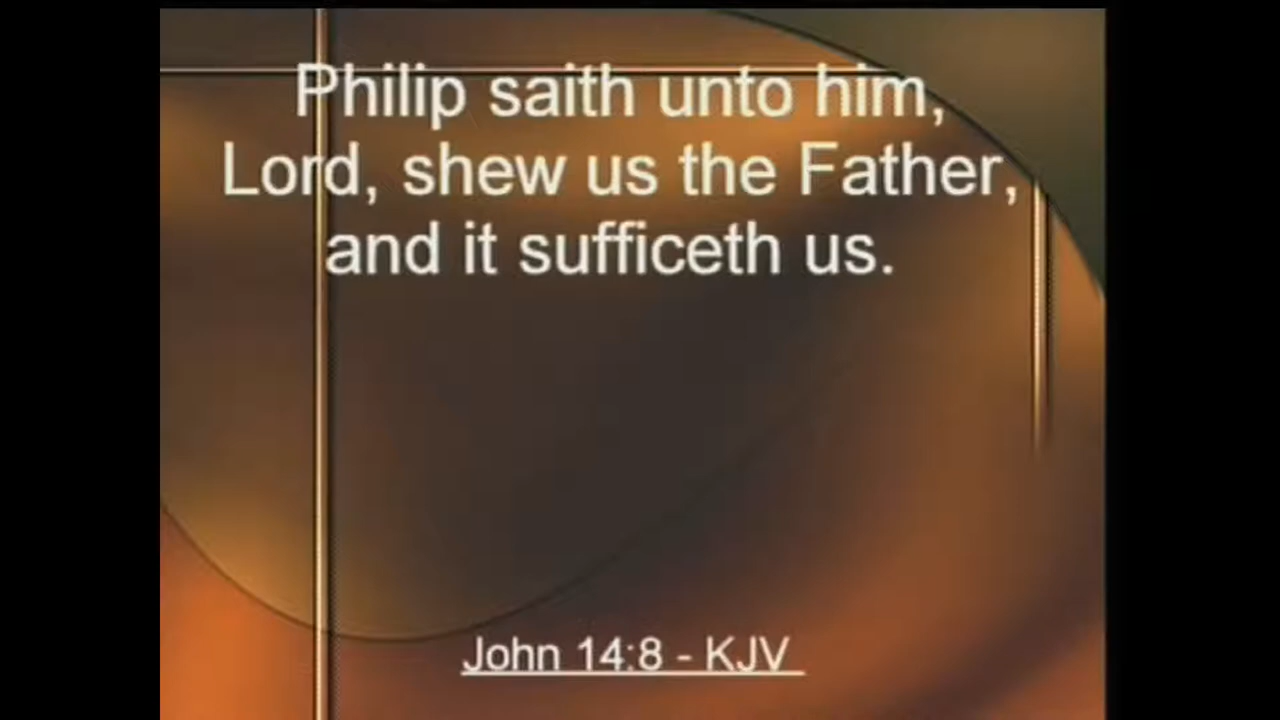 Philip saith unto him,
Lord, shew us the Father,
and it sufficeth us.
John 14:8 - KJV